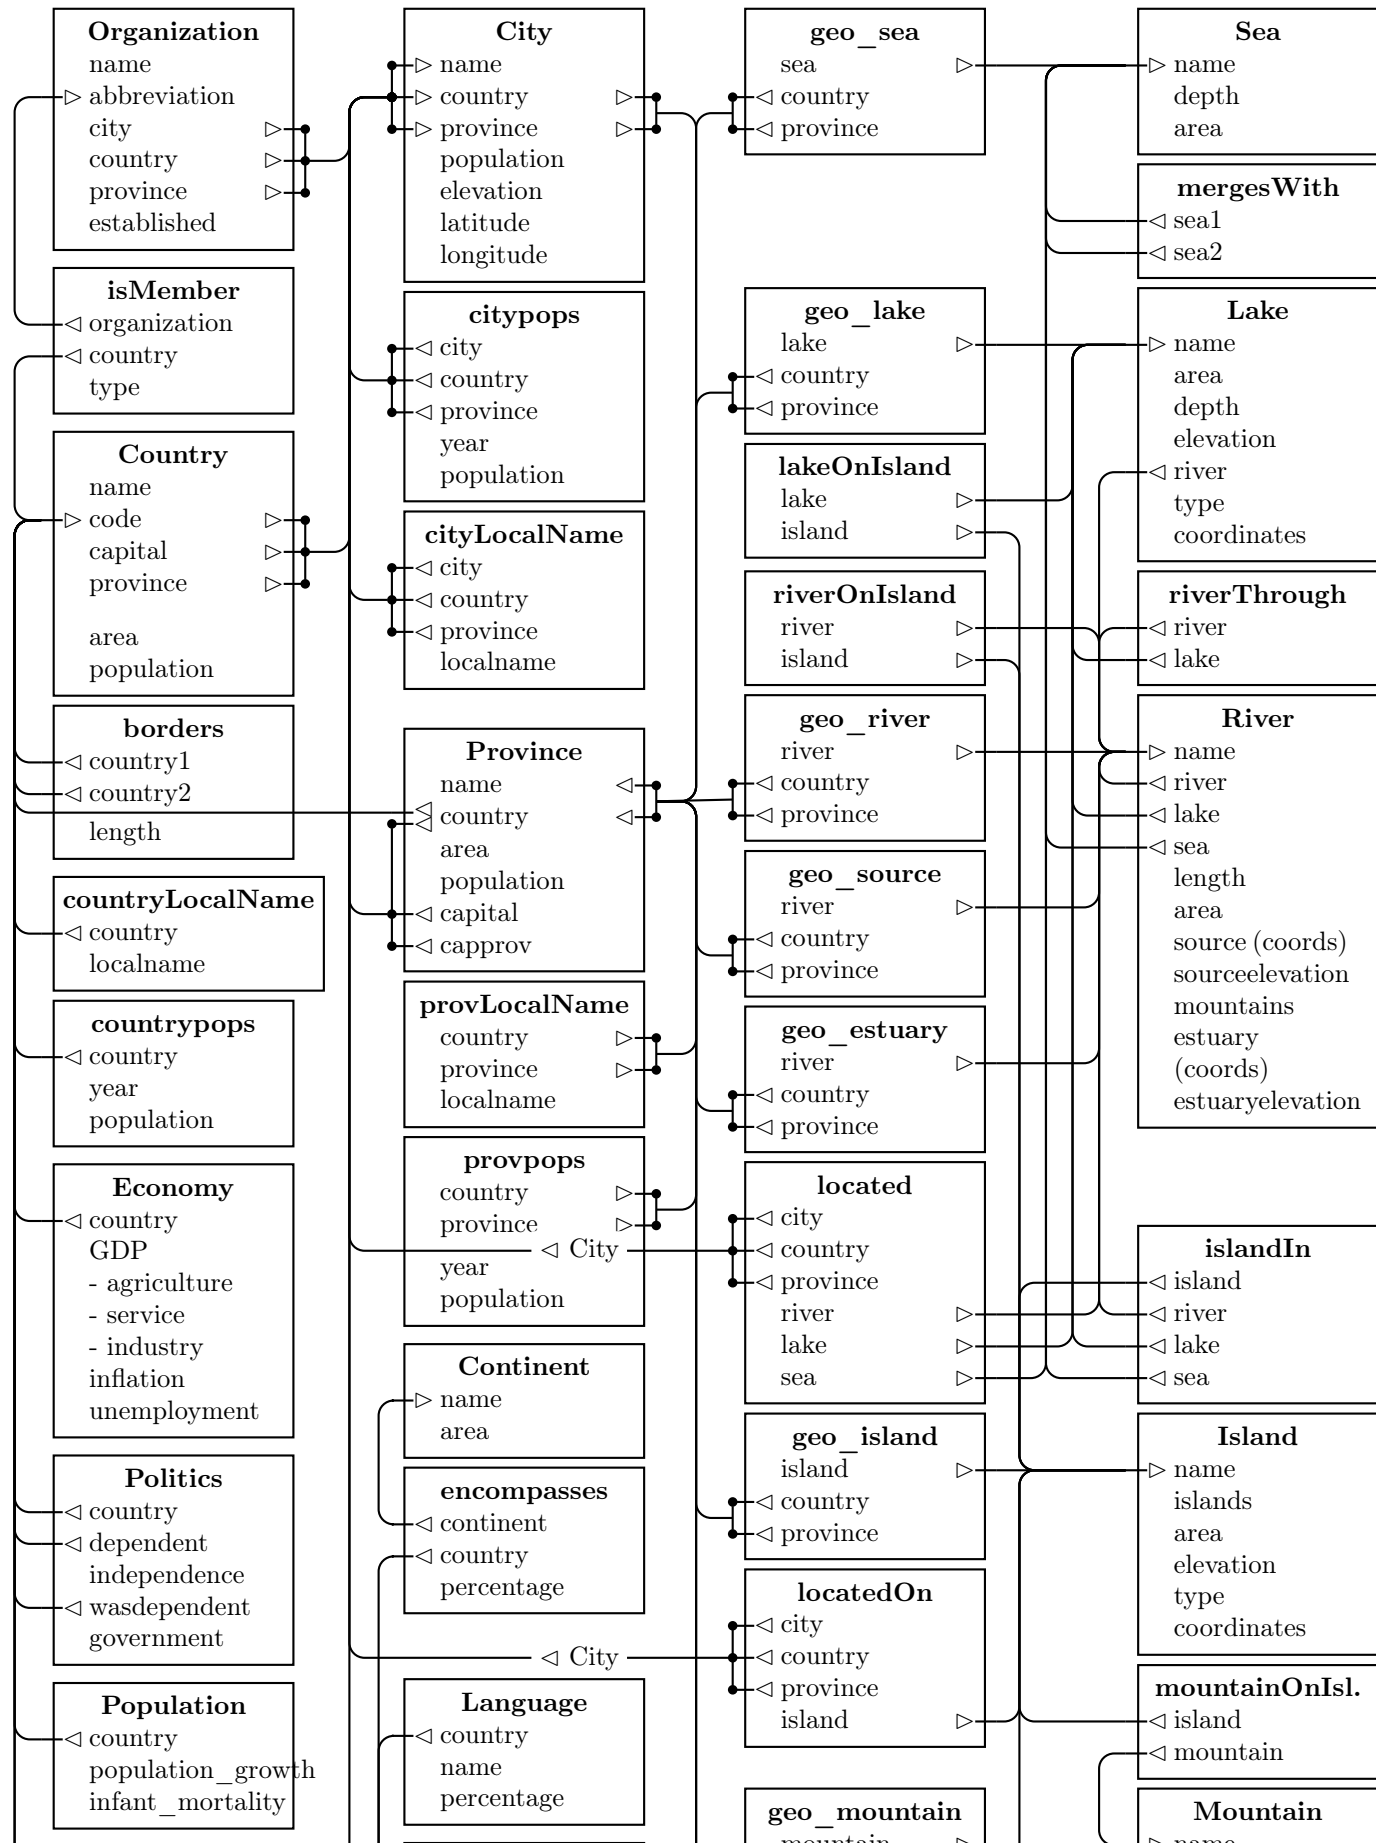 Organization
name
abbreviation
city
country
province
established
isMember
organization
country
type
Country
name
code
capital
province
area
population
borders
country1
country2
length
countryLocalName
country
localname
countrypops
country
year
population
Economy
country
GDP
- agriculture
- service
- industry
inflation
unemployment
Politics
country
dependent
independence
wasdependent
government
Population
country
population_growth
infant_mortality
City
name
country
province
population
elevation
latitude
longitude
citypops
city
country
province
year
population
cityLocalName
city
country
province
localname
Province
name
country
area
population
capital
capprov
provLocalName
country
province
localname
provpops
country
province
City
year
population
Continent
name
area
encompasses
continent
country
percentage
City
Language
country
name
percentage
geo_sea
sea
country
province
geo_lake
lake
country
province
lakeOnIsland
lake
island
riverOnIsland
river
island
geo_river
river
country
province
geo_source
river
country
province
geo_estuary
river
country
province
located
city
country
province
river
lake
sea
geo_island
island
country
province
locatedOn
city
country
province
island
geo_mountain
mountain
Sea
name
depth
area
mergesWith
sea1
sea2
Lake
name
area
depth
elevation
river
type
coordinates
riverThrough
river
lake
River
name
river
lake
sea
length
area
source (coords)
sourceelevation
mountains
estuary
(coords)
estuaryelevation
islandIn
island
river
lake
sea
Island
name
islands
area
elevation
type
coordinates
mountainOnIsl.
island
mountain
Mountain
name